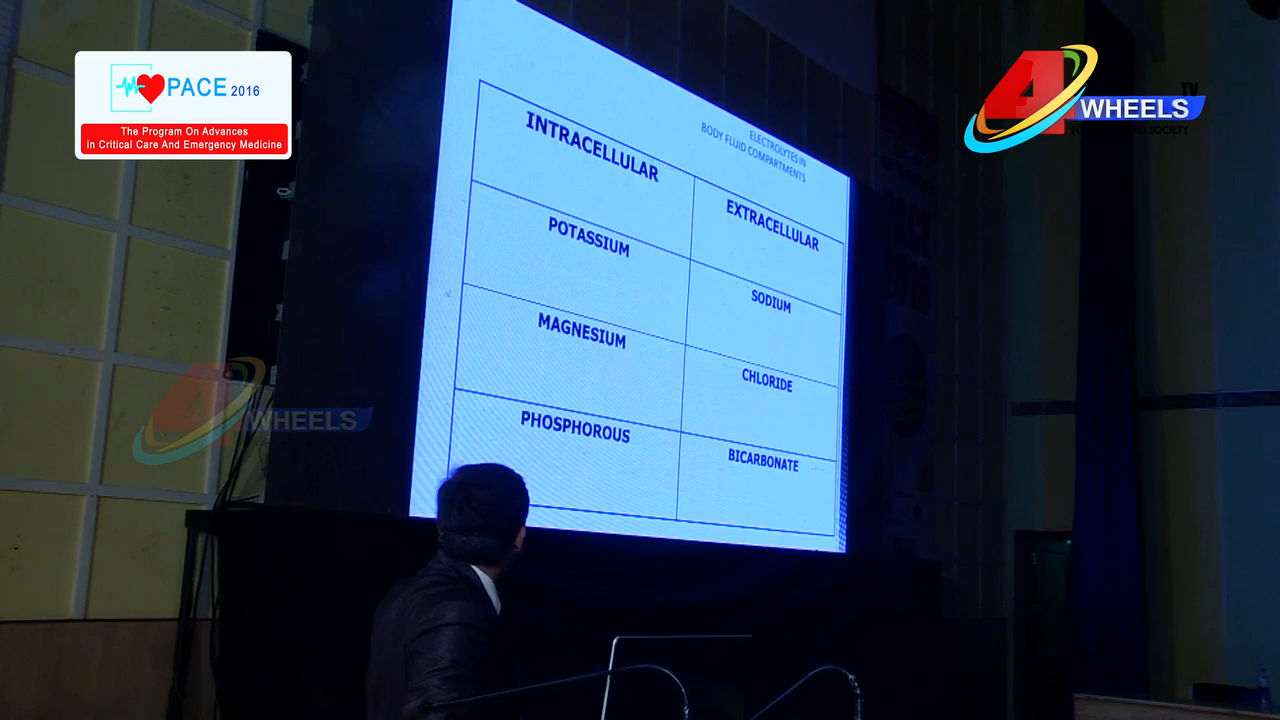 PACE 2016
The Program On Advances
in Critical Care And Emergency Medicine
4 WHEELS
TV
ELECTROLYTES IN
BODY FLUID COMPARTMENTS
INTRACELLULAR
EXTRACELLULAR
POTASSIUM
SODIUM
MAGNESIUM
CHLORIDE
PHOSPHOROUS
BICARBONATE
4 WHEELS